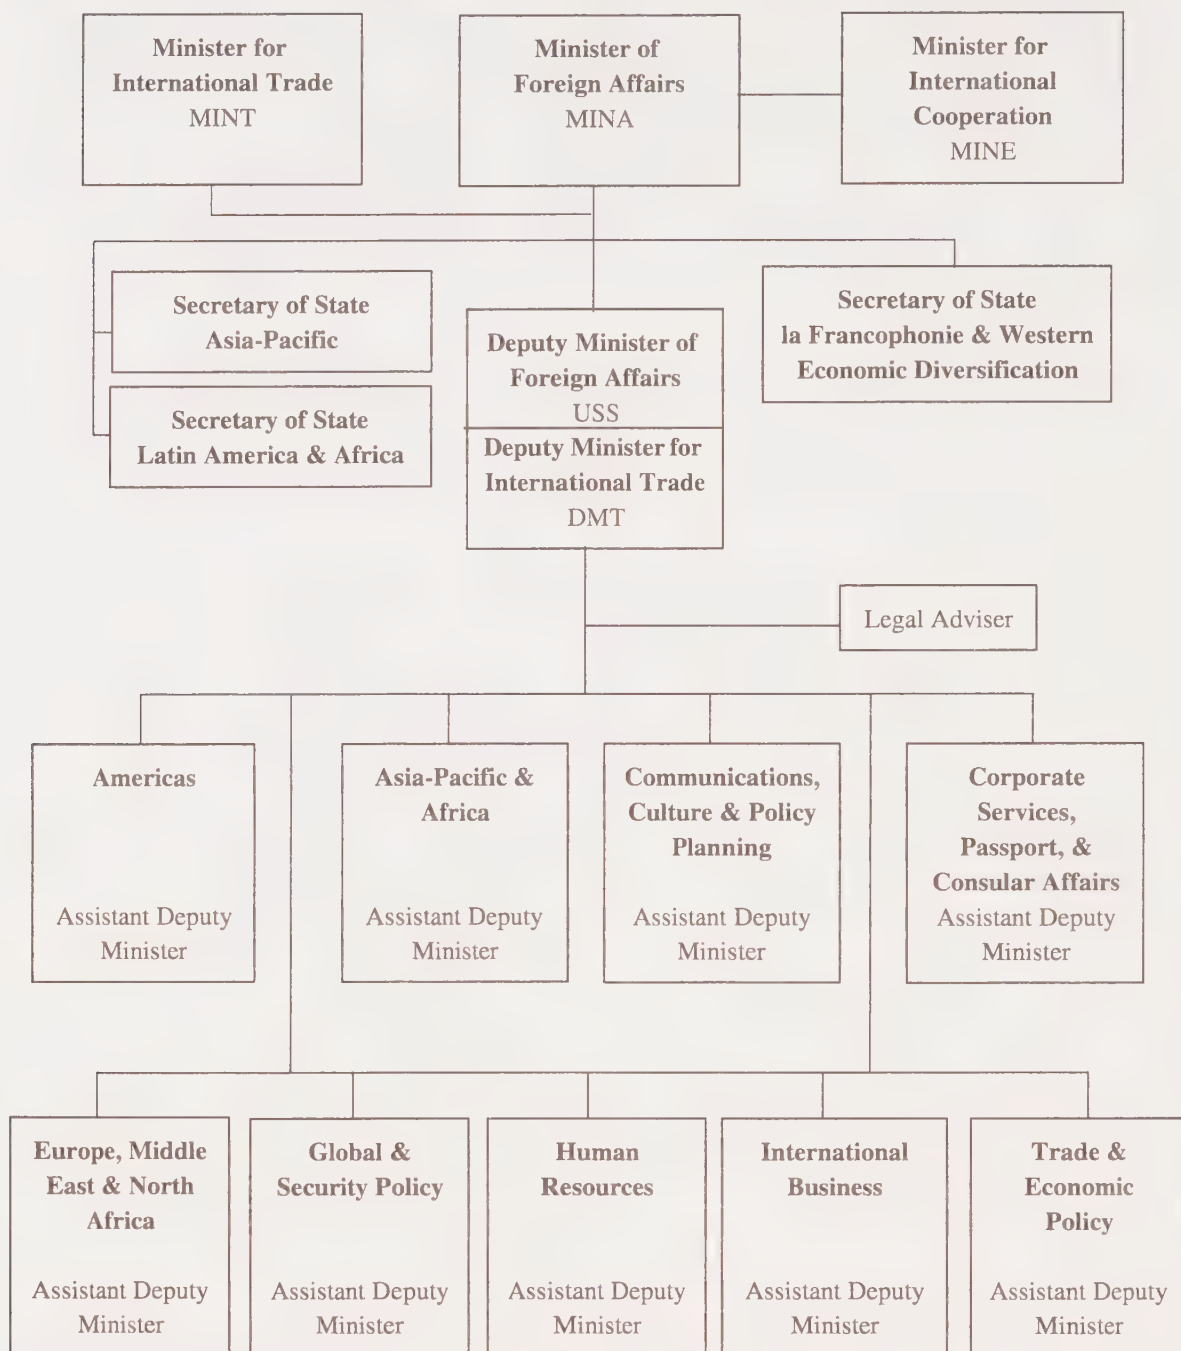 Minister for
International Trade
MINT
Minister of
Foreign Affairs
MINA
Minister for
International
Cooperation
MINE
Secretary of State
Asia-Pacific
Secretary of State
Latin America & Africa
Deputy Minister of
Foreign Affairs
USS
Deputy Minister for
International Trade
DMT
Secretary of State
la Francophonie & Western
Economic Diversification
Legal Adviser
Americas
Assistant Deputy
Minister
Asia-Pacific &
Africa
Assistant Deputy
Minister
Communications,
Culture & Policy
Planning
Assistant Deputy
Minister
Corporate
Services,
Passport, &
Consular Affairs
Assistant Deputy
Minister
Europe, Middle
East & North
Africa
Assistant Deputy
Minister
Global &
Security Policy
Assistant Deputy
Minister
Human
Resources
Assistant Deputy
Minister
International
Business
Assistant Deputy
Minister
Trade &
Economic
Policy
Assistant Deputy
Minister